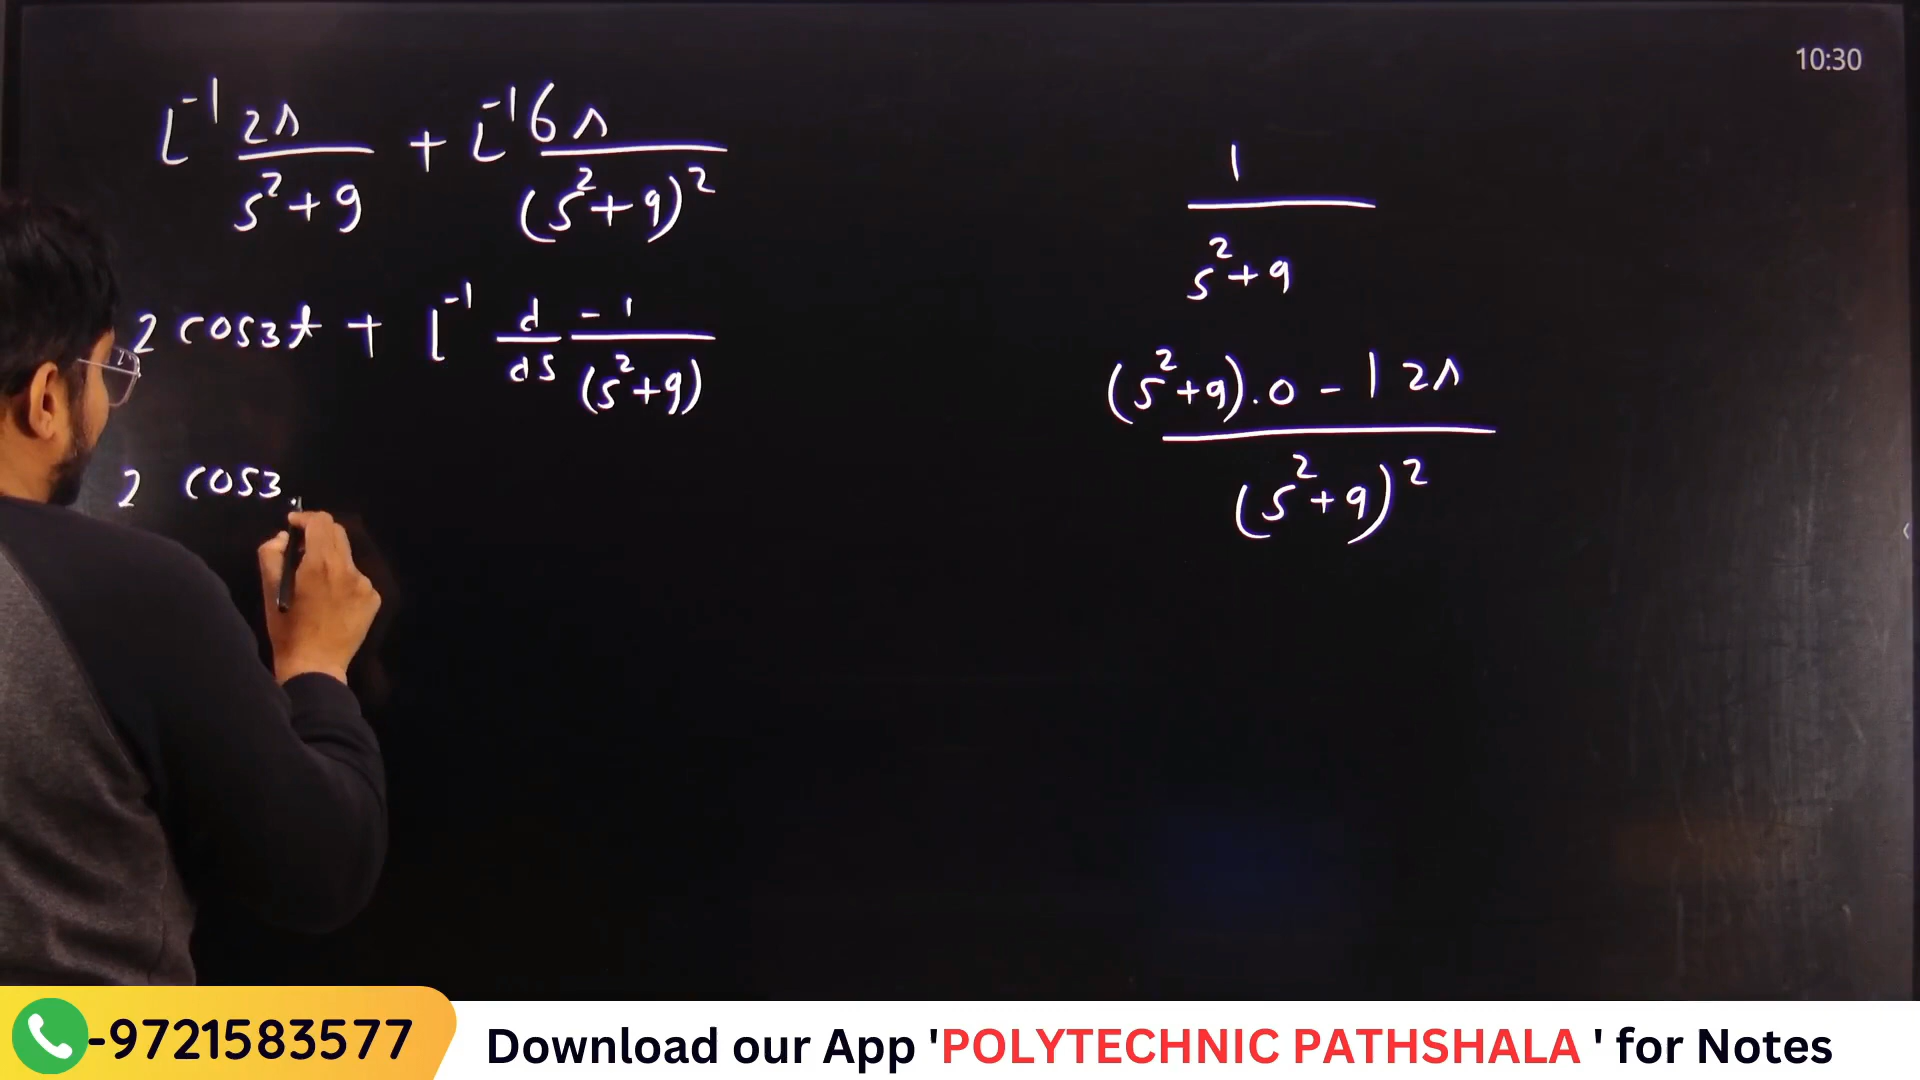 10:30
L⁻¹ 2s/(s²+9) + L⁻¹ 6s/(s²+9)²
2 cos3t + L⁻¹ d/ds -1/(s²+9)
2 cos3
1/(s²+9)
((s²+9).0 - 1 2s)/(s²+9)²
-9721583577
Download our App 'POLYTECHNIC PATHSHALA ' for Notes